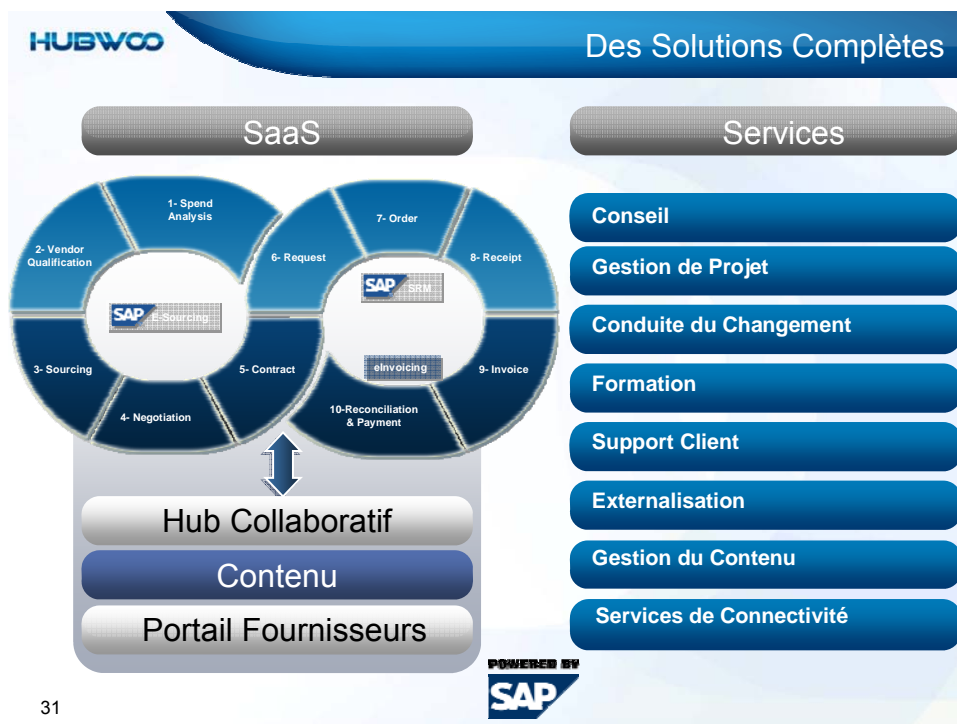 HUBWOO
Des Solutions Complètes
SaaS
1- Spend
Analysis
2- Vendor
Qualification
3- Sourcing
4- Negotiation
5- Contract
6- Request
7- Order
8- Receipt
9- Invoice
10-Reconciliation
& Payment
SAP E-Sourcing
SAP SRM
eInvoicing
Hub Collaboratif
Contenu
Portail Fournisseurs
Services
Conseil
Gestion de Projet
Conduite du Changement
Formation
Support Client
Externalisation
Gestion du Contenu
Services de Connectivité
POWERED BY
SAP
31